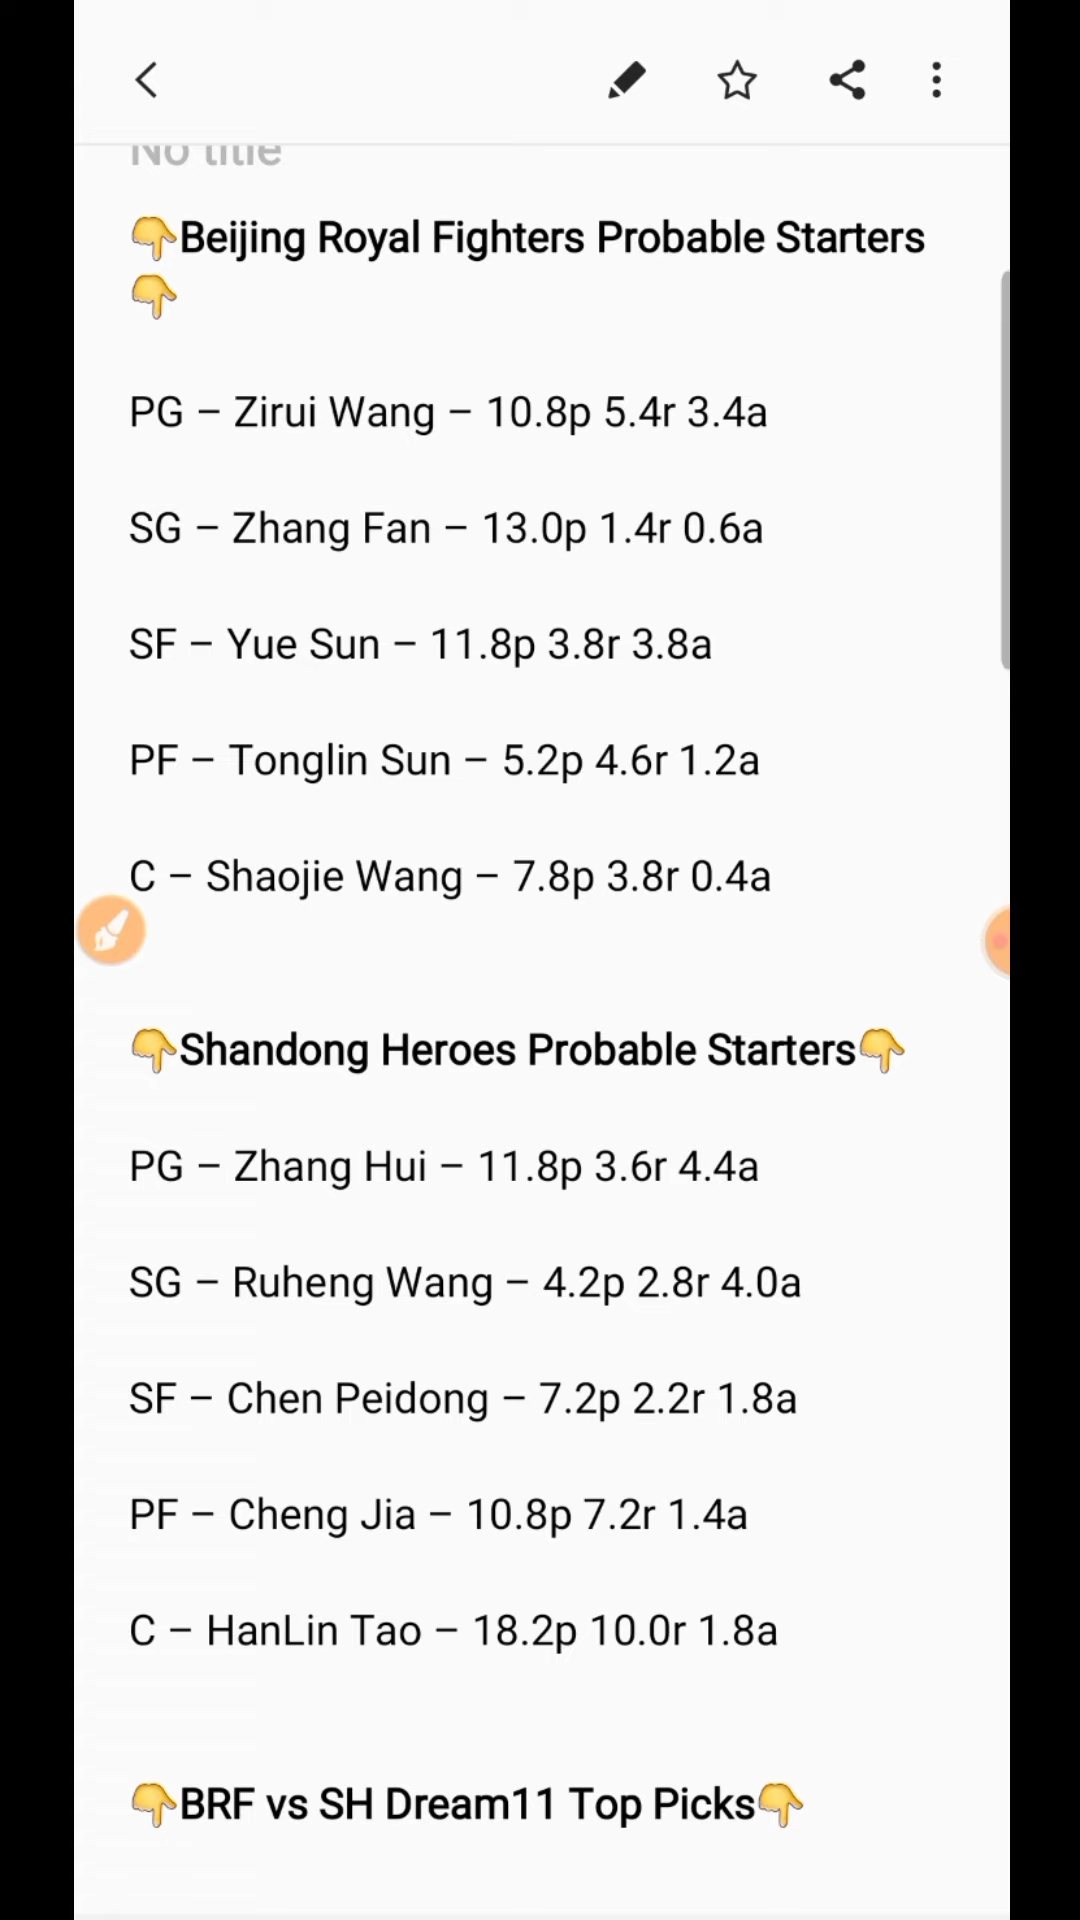 No title
👇Beijing Royal Fighters Probable Starters
👇
PG – Zirui Wang – 10.8p 5.4r 3.4a
SG – Zhang Fan – 13.0p 1.4r 0.6a
SF – Yue Sun – 11.8p 3.8r 3.8a
PF – Tonglin Sun – 5.2p 4.6r 1.2a
C – Shaojie Wang – 7.8p 3.8r 0.4a
👇Shandong Heroes Probable Starters👇
PG – Zhang Hui – 11.8p 3.6r 4.4a
SG – Ruheng Wang – 4.2p 2.8r 4.0a
SF – Chen Peidong – 7.2p 2.2r 1.8a
PF – Cheng Jia – 10.8p 7.2r 1.4a
C – HanLin Tao – 18.2p 10.0r 1.8a
👇BRF vs SH Dream11 Top Picks👇